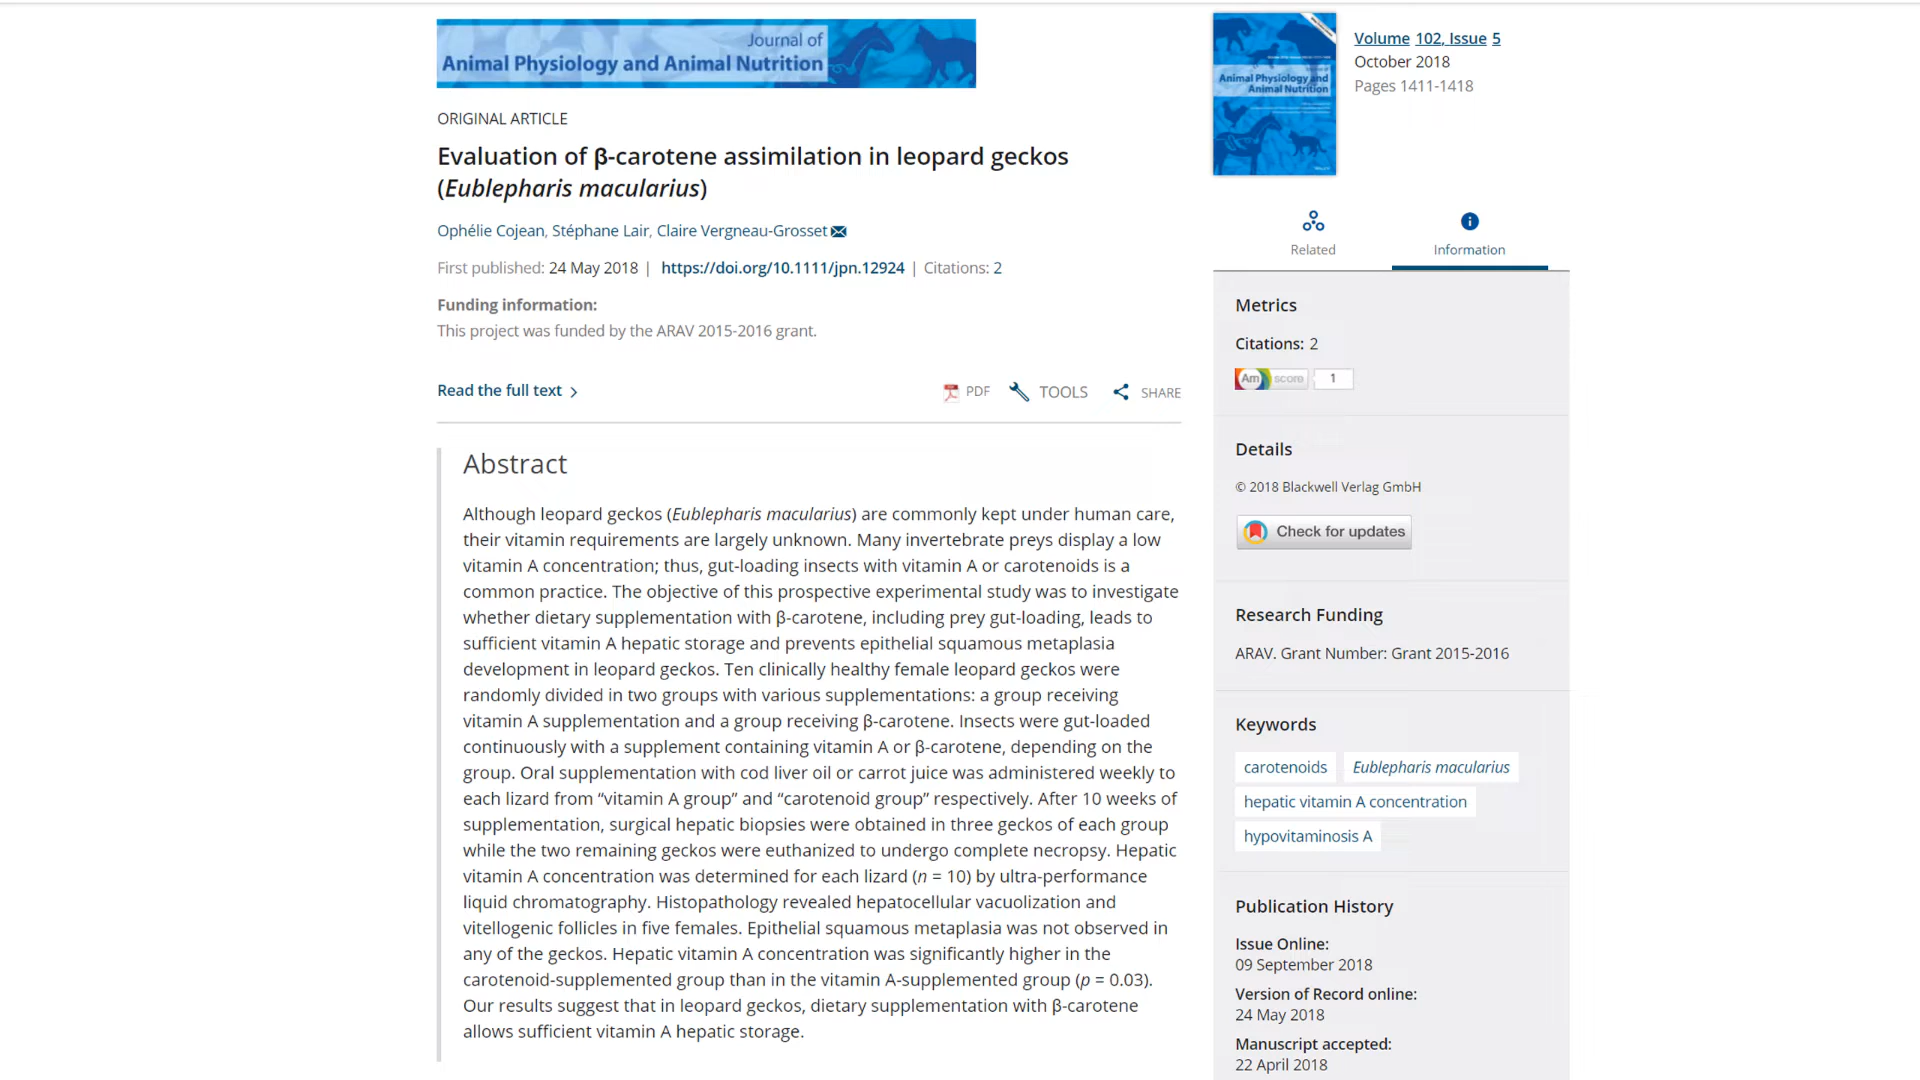 Journal of
Animal Physiology and Animal Nutrition
ORIGINAL ARTICLE
Evaluation of β-carotene assimilation in leopard geckos
(Eublepharis macularius)
Ophélie Cojean, Stéphane Lair, Claire Vergneau-Grosset
First published: 24 May 2018 | https://doi.org/10.1111/jpn.12924 | Citations: 2
Funding information:
This project was funded by the ARAV 2015-2016 grant.
Read the full text >
PDF TOOLS SHARE
Abstract
Although leopard geckos (Eublepharis macularius) are commonly kept under human care,
their vitamin requirements are largely unknown. Many invertebrate preys display a low
vitamin A concentration; thus, gut-loading insects with vitamin A or carotenoids is a
common practice. The objective of this prospective experimental study was to investigate
whether dietary supplementation with β-carotene, including prey gut-loading, leads to
sufficient vitamin A hepatic storage and prevents epithelial squamous metaplasia
development in leopard geckos. Ten clinically healthy female leopard geckos were
randomly divided in two groups with various supplementations: a group receiving
vitamin A supplementation and a group receiving β-carotene. Insects were gut-loaded
continuously with a supplement containing vitamin A or β-carotene, depending on the
group. Oral supplementation with cod liver oil or carrot juice was administered weekly to
each lizard from “vitamin A group” and “carotenoid group” respectively. After 10 weeks of
supplementation, surgical hepatic biopsies were obtained in three geckos of each group
while the two remaining geckos were euthanized to undergo complete necropsy. Hepatic
vitamin A concentration was determined for each lizard (n = 10) by ultra-performance
liquid chromatography. Histopathology revealed hepatocellular vacuolization and
vitellogenic follicles in five females. Epithelial squamous metaplasia was not observed in
any of the geckos. Hepatic vitamin A concentration was significantly higher in the
carotenoid-supplemented group than in the vitamin A-supplemented group (p = 0.03).
Our results suggest that in leopard geckos, dietary supplementation with β-carotene
allows sufficient vitamin A hepatic storage.
Animal Physiology and
Animal Nutrition
Volume 102, Issue 5
October 2018
Pages 1411-1418
Related
Information
Metrics
Citations: 2
Am score 1
Details
© 2018 Blackwell Verlag GmbH
Check for updates
Research Funding
ARAV. Grant Number: Grant 2015-2016
Keywords
carotenoids
Eublepharis macularius
hepatic vitamin A concentration
hypovitaminosis A
Publication History
Issue Online:
09 September 2018
Version of Record online:
24 May 2018
Manuscript accepted:
22 April 2018